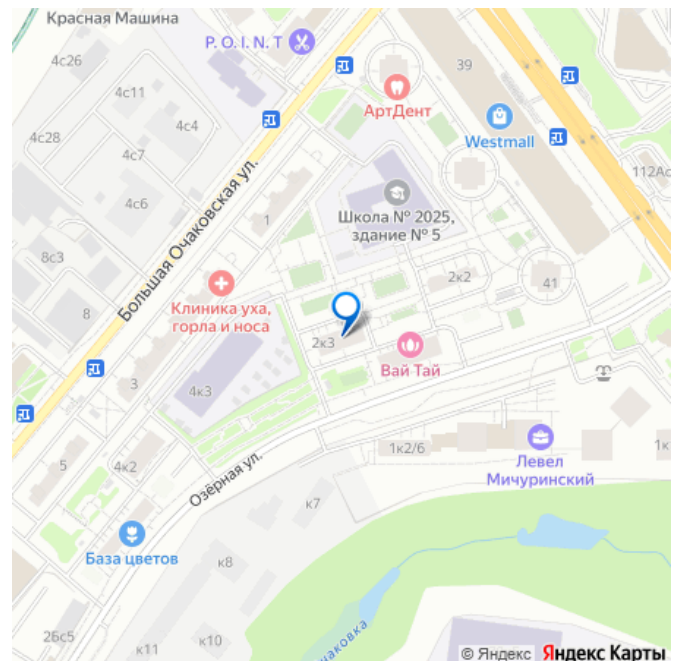 Красная Машина
4с26
P. O. I. N. T
39
4с11
АртДент
4с4
4с28
Westmall
4с7
112Ас
4с6
Школа № 2025,
здание № 5
1
Большая Очаковская ул.
8с3
2к2
41
Клиника уха,
горла и носа
8
2к3
Вай Тай
3
4к3
1к2/6
1к
5
4к2
Левел
Мичуринский
Озёрная ул.
к7
База цветов
к8
26с5
к10
к11
© Яндекс Яндекс Карты